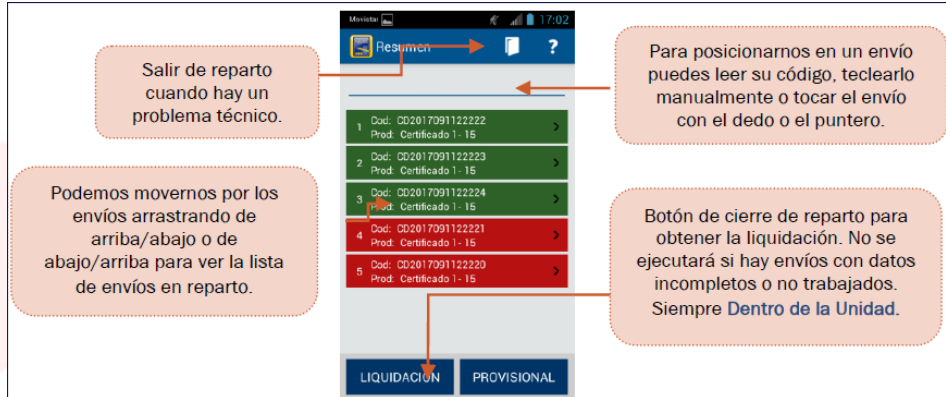 Movistar
17:02
Resumen
?
Salir de reparto
cuando hay un
problema técnico.
Para posicionarnos en un envío
puedes leer su código, teclearlo
manualmente o tocar el envío
con el dedo o el puntero.
1 Cod: CD2017091122222
Prod: Certificado 1- 15
2 Cod: CD2017091122223
Prod: Certificado 1- 15
3 Cod: CD2017091122224
Prod: Certificado 1- 15
4 Cod: CD2017091122221
Prod: Certificado 1- 15
5 Cod: CD2017091122220
Prod: Certificado 1- 15
Podemos movernos por los
envíos arrastrando de
arriba/abajo o de
abajo/arriba para ver la lista
de envíos en reparto.
Botón de cierre de reparto para
obtener la liquidación. No se
ejecutará si hay envíos con datos
incompletos o no trabajados.
Siempre Dentro de la Unidad.
LIQUIDACIÓN
PROVISIONAL